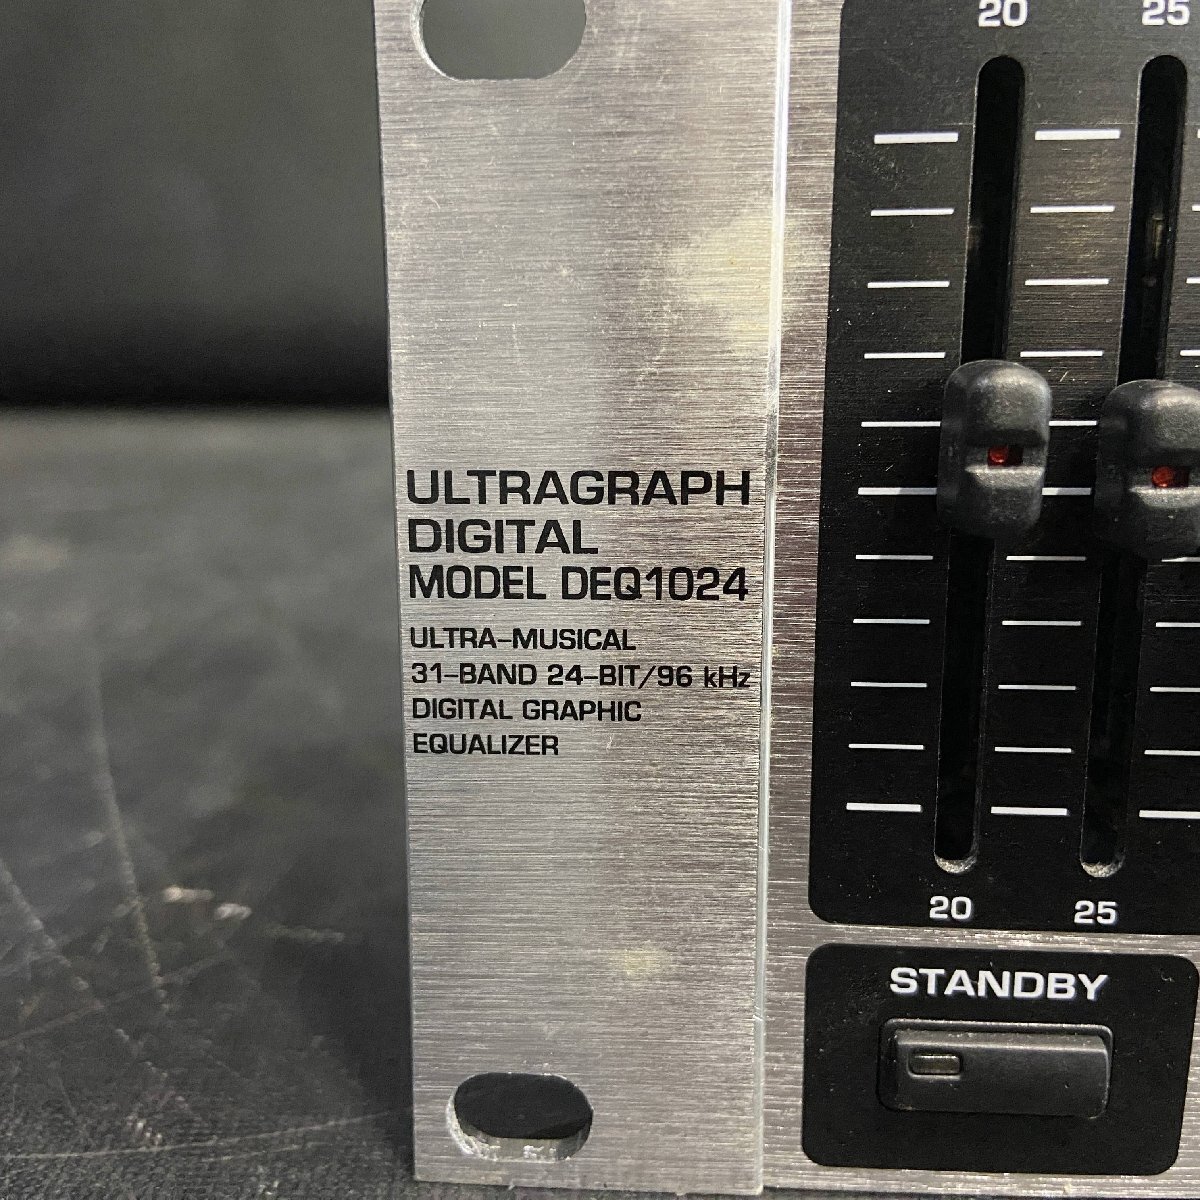 20 25
ULTRAGRAPH
DIGITAL
MODEL DEQ1024
ULTRA-MUSICAL
31-BAND 24-BIT/96 kHz
DIGITAL GRAPHIC
EQUALIZER
20 25
STANDBY